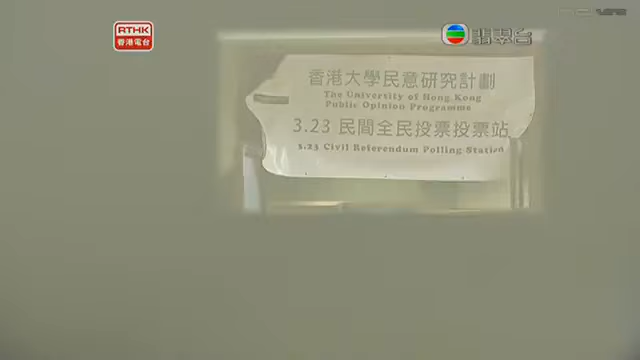 RTHK
香港電台
翡翠台
香港大學民意研究計劃
The University of Hong Kong
Public Opinion Programme
3.23 民間全民投票投票站
3.23 Civil Referendum Polling Station